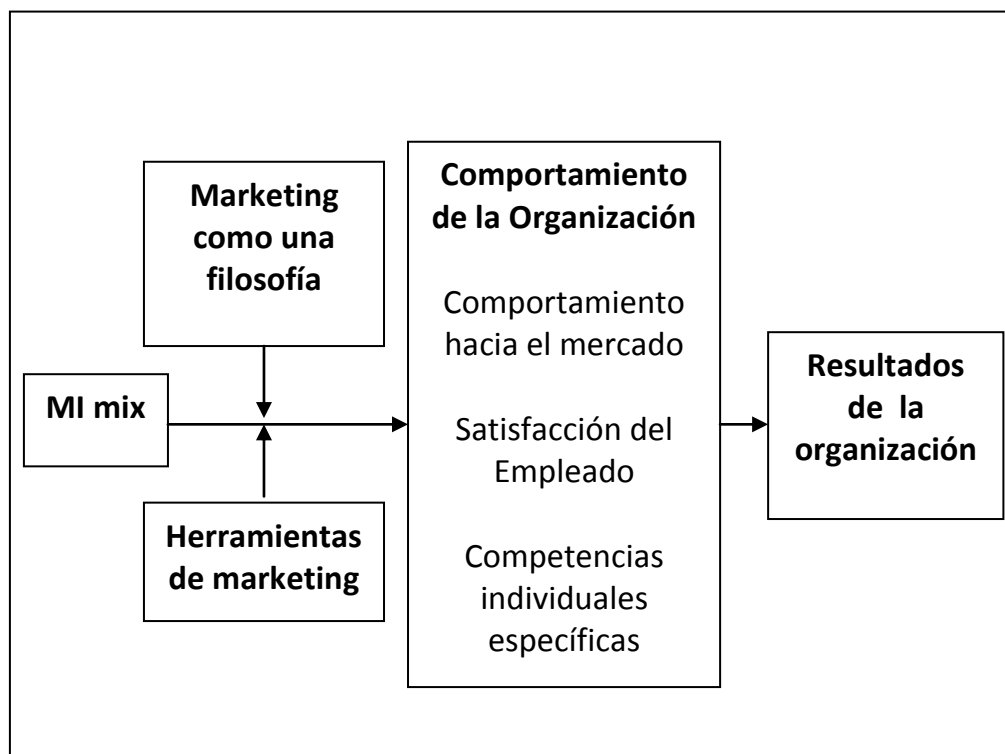 Marketing
como una
filosofía
MI mix
Herramientas
de marketing
Comportamiento
de la Organización
Comportamiento
hacia el mercado
Satisfacción del
Empleado
Competencias
individuales
específicas
Resultados
de la
organización